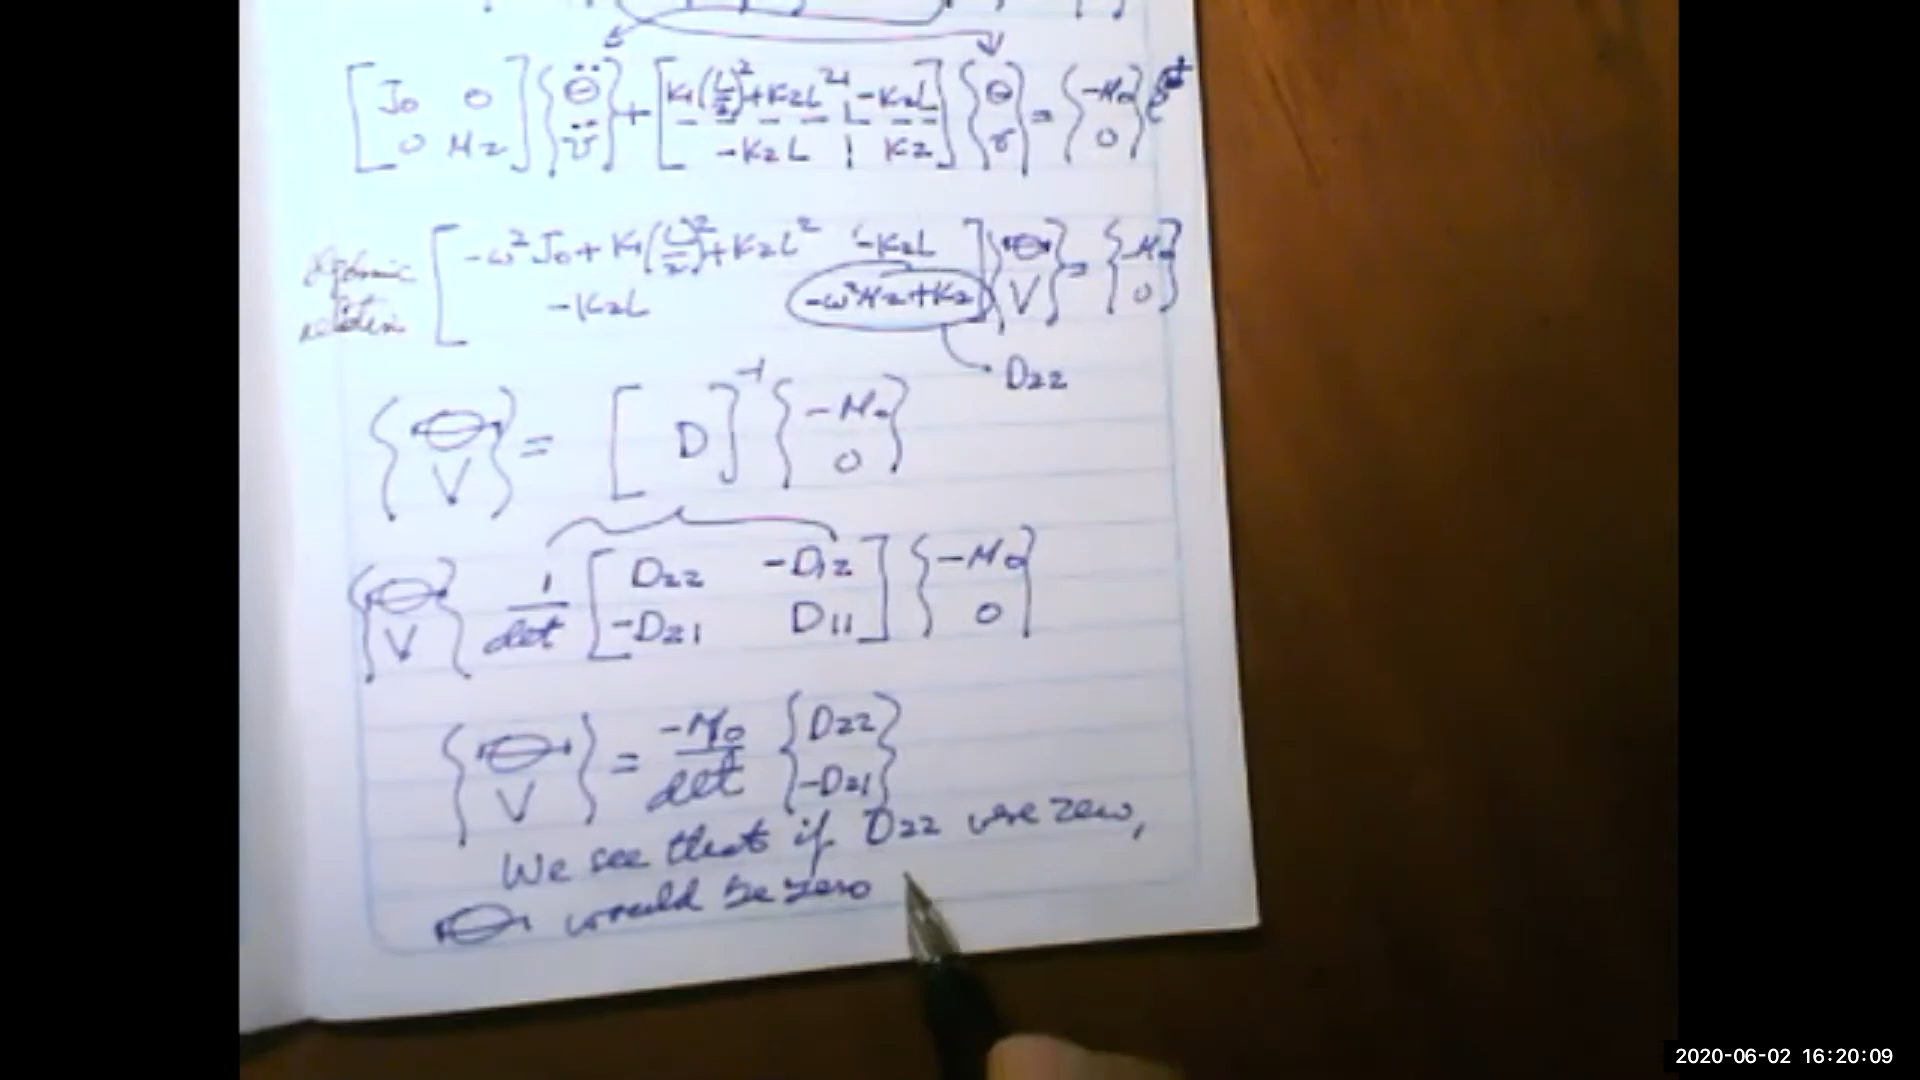 [J₀ 0; 0 M₂] {Θ̈; v̈} + [K₁(L/2)²+K₂L² -K₂L; -K₂L K₂] {Θ; v} = {-M₀; 0} e
[-ω²J₀+K₁(L/2)²+K₂L² -K₂L; -K₂L -ω²M₂+K₂] {Θ; V} = {-M₀; 0}
D₂₂
{Θ; V} = [D]⁻¹ {-M₀; 0}
{Θ; V} 1/det [D₂₂ -D₁₂; -D₂₁ D₁₁] {-M₀; 0}
{Θ; V} = -M₀/det {D₂₂; -D₂₁}
We see that if D₂₂ were zero,
Θ would be zero
2020-06-02 16:20:09